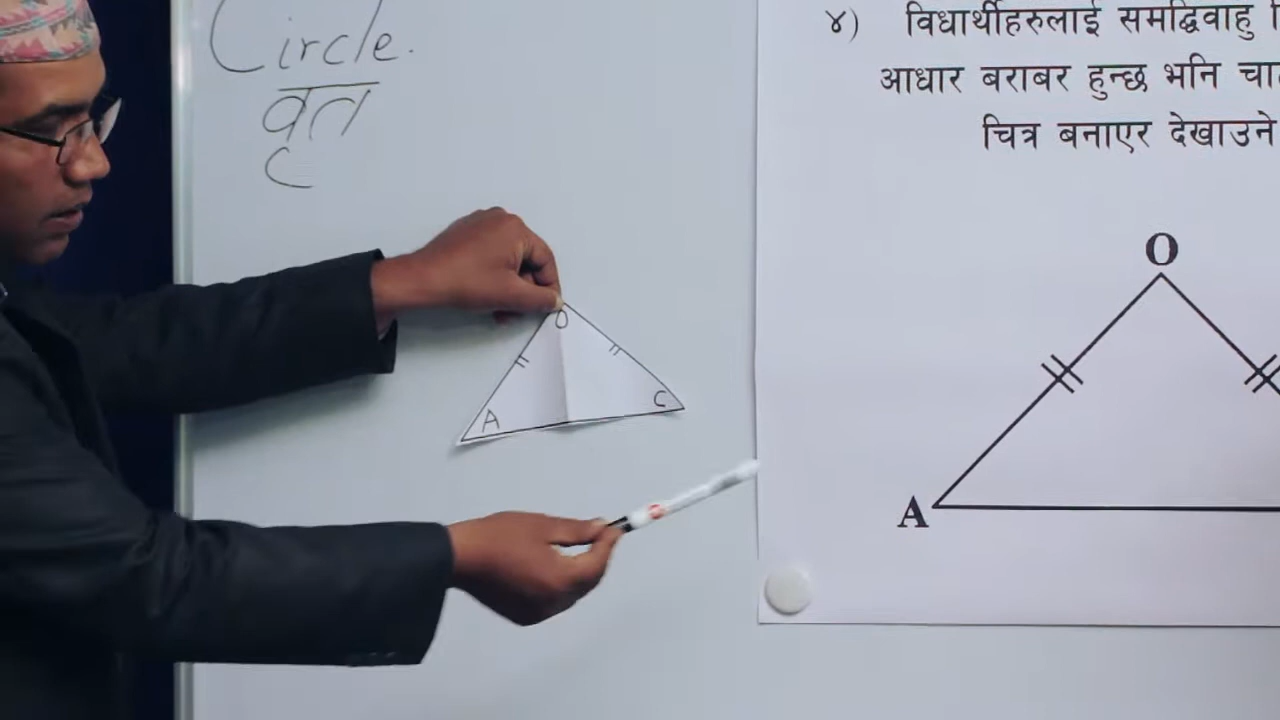 Circle.
वृत
O
A
C
४) विधार्थीहरुलाई समद्धिवाहु
आधार बराबर हुन्छ भनि
चित्र बनाएर देखाउने
O
A